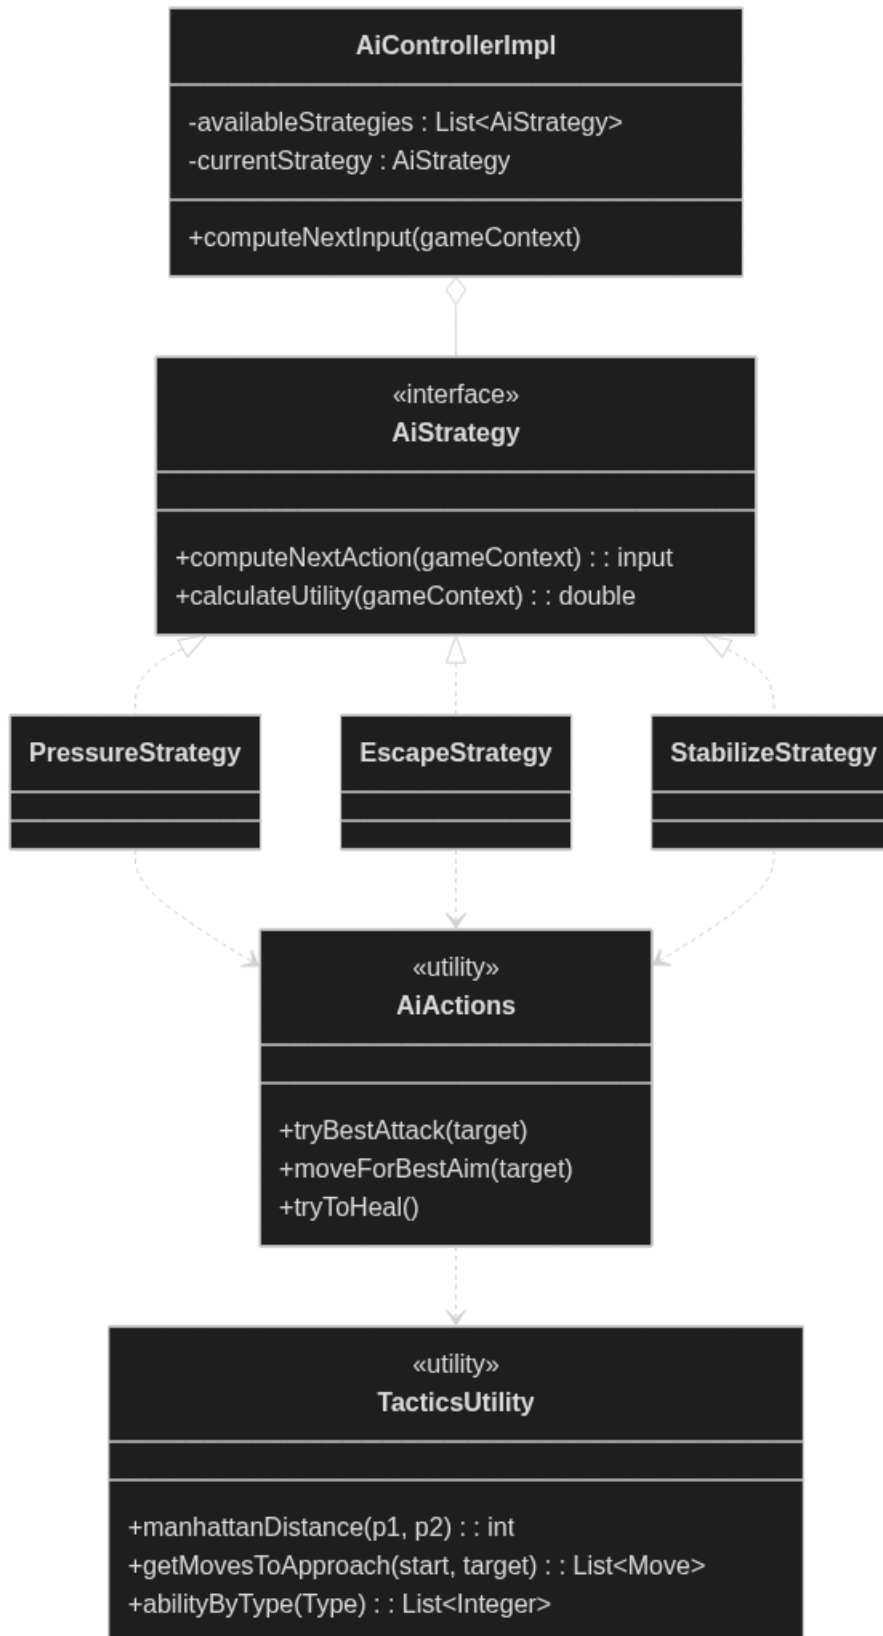 AiControllerImpl
-availableStrategies : List<AiStrategy>
-currentStrategy : AiStrategy
+computeNextInput(gameContext)
«interface»
AiStrategy
+computeNextAction(gameContext) : : input
+calculateUtility(gameContext) : : double
PressureStrategy
EscapeStrategy
StabilizeStrategy
«utility»
AiActions
+tryBestAttack(target)
+moveForBestAim(target)
+tryToHeal()
«utility»
TacticsUtility
+manhattanDistance(p1, p2) : : int
+getMovesToApproach(start, target) : : List<Move>
+abilityByType(Type) : : List<Integer>